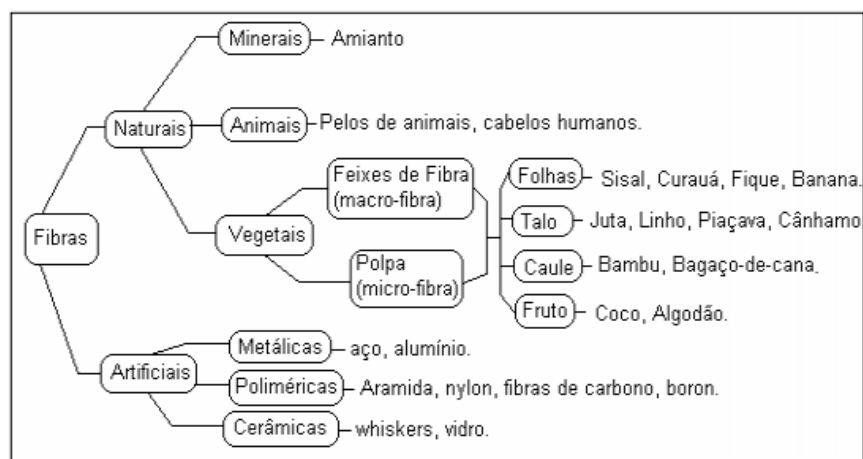 Minerais
Amianto
Naturais
Animais
Pelos de animais, cabelos humanos.
Feixes de Fibra
(macro-fibra)
Folhas
Sisal, Curauá, Fique, Banana.
Fibras
Vegetais
Talo
Juta, Linho, Piaçava, Cânhamo
Polpa
(micro-fibra)
Caule
Bambu, Bagaço-de-cana.
Fruto
Coco, Algodão.
Metálicas
aço, alumínio.
Artificiais
Poliméricas
Aramida, nylon, fibras de carbono, boron.
Cerâmicas
whiskers, vidro.